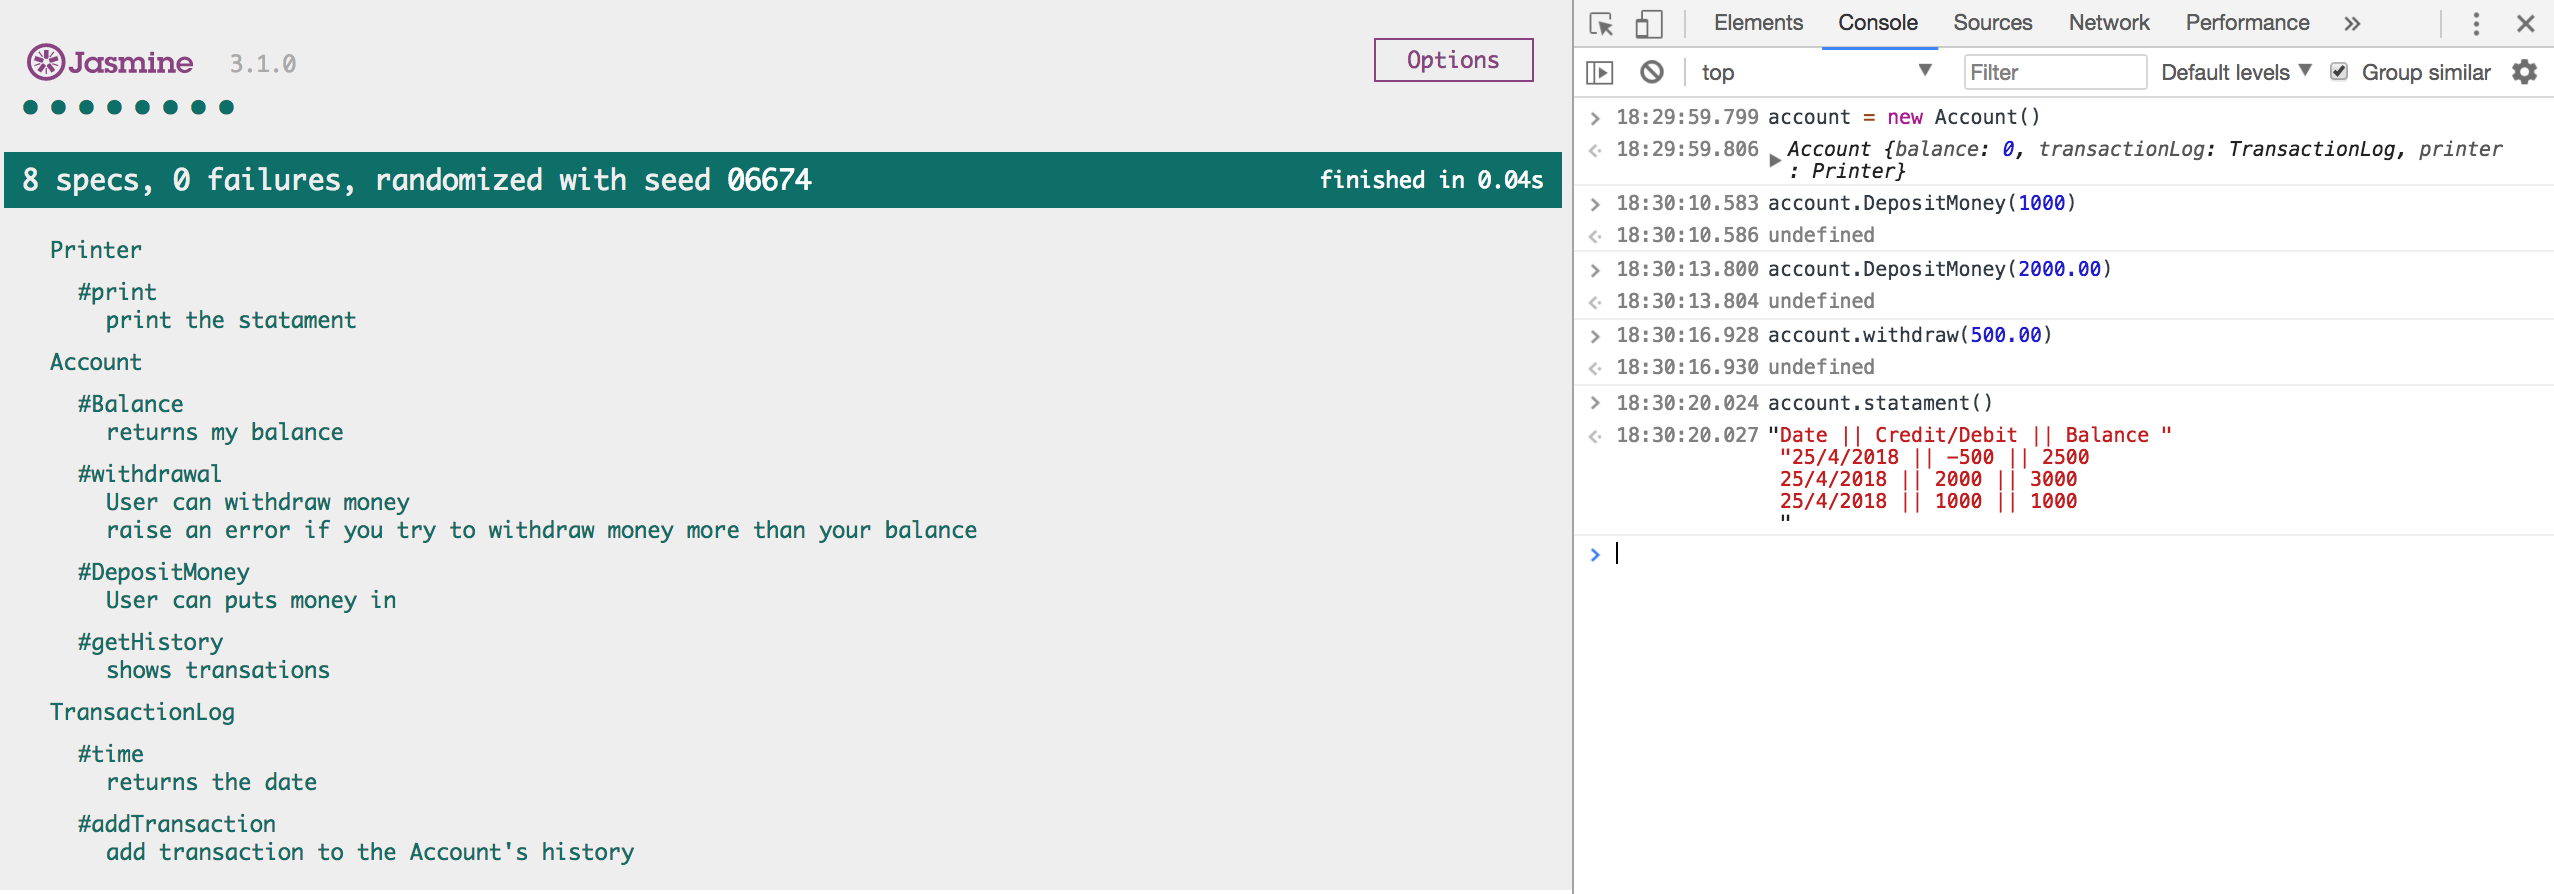 Jasmine 3.1.0
Options
8 specs, 0 failures, randomized with seed 06674
finished in 0.04s
Printer
#print
print the statament
Account
#Balance
returns my balance
#withdrawal
User can withdraw money
raise an error if you try to withdraw money more than your balance
#DepositMoney
User can puts money in
#getHistory
shows transations
TransactionLog
#time
returns the date
#addTransaction
add transaction to the Account's history
Elements Console Sources Network Performance »
top Filter Default levels Group similar
> 18:29:59.799 account = new Account()
18:29:59.806 Account {balance: 0, transactionLog: TransactionLog, printer
: Printer}
> 18:30:10.583 account.DepositMoney(1000)
18:30:10.586 undefined
> 18:30:13.800 account.DepositMoney(2000.00)
18:30:13.804 undefined
> 18:30:16.928 account.withdraw(500.00)
18:30:16.930 undefined
> 18:30:20.024 account.statament()
18:30:20.027 "Date || Credit/Debit || Balance "
"25/4/2018 || -500 || 2500
25/4/2018 || 2000 || 3000
25/4/2018 || 1000 || 1000
"
>